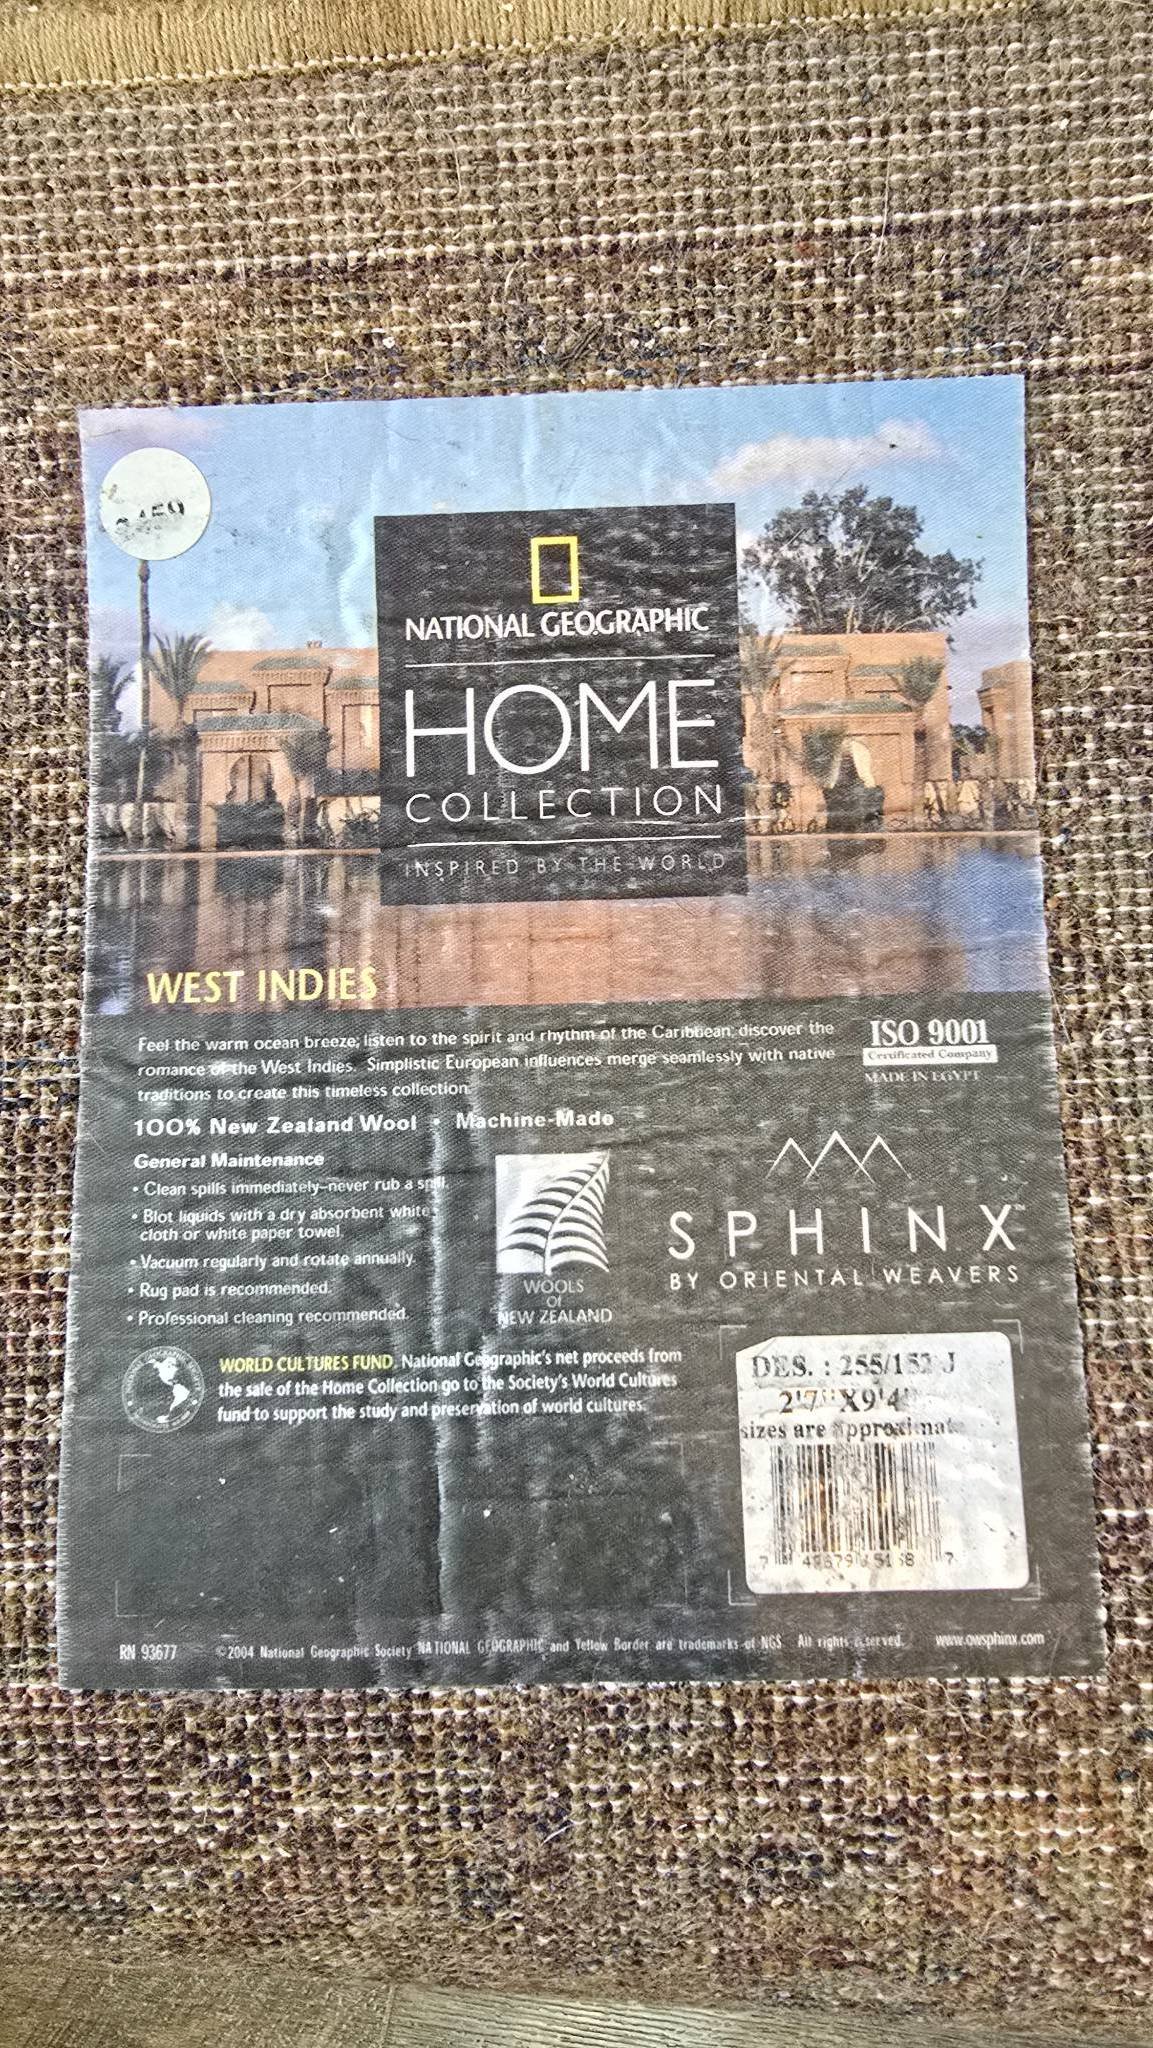 NATIONAL GEOGRAPHIC
HOME
COLLECTION
INSPIRED BY THE WORLD
WEST INDIES
Feel the warm ocean breeze; listen to the spirit and rhythm of the Caribbean; discover the
romance of the West Indies. Simplistic European influences merge seamlessly with native
traditions to create this timeless collection.
100% New Zealand Wool • Machine-Made
General Maintenance
• Clean spills immediately–never rub a spill.
• Blot liquids with a dry absorbent white
cloth or white paper towel.
• Vacuum regularly and rotate annually.
• Rug pad is recommended.
• Professional cleaning recommended.
ISO 9001
Certificated Company
MADE IN EGYPT
WOOLS
of
NEW ZEALAND
SPHINX™
BY ORIENTAL WEAVERS
WORLD CULTURES FUND. National Geographic's net proceeds from
the sale of the Home Collection go to the Society's World Cultures
fund to support the study and preservation of world cultures.
DES. : 255/152 J
2'7"X9'4"
sizes are approximate
RN 93677
©2004 National Geographic Society NATIONAL GEOGRAPHIC and Yellow Border are trademarks of NGS. All rights reserved.
www.owsphinx.com